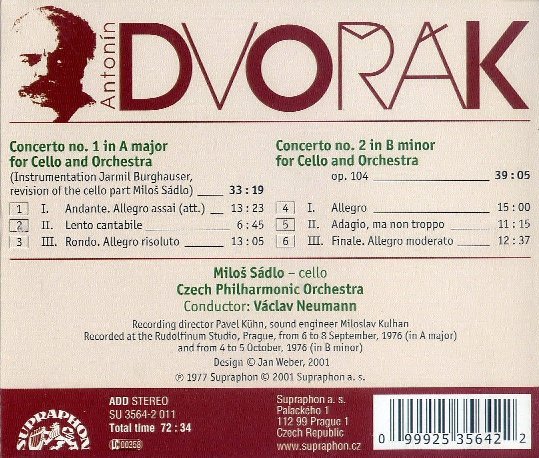 Antonín
DVOŘÁK
Concerto no. 1 in A major
for Cello and Orchestra
(Instrumentation Jarmil Burghauser,
revision of the cello part Miloš Sádlo) 33 : 19
1 I. Andante. Allegro assai (att.) 13 : 23
2 II. Lento cantabile 6 : 45
3 III. Rondo. Allegro risoluto 13 : 05
Concerto no. 2 in B minor
for Cello and Orchestra
op. 104 39 : 05
4 I. Allegro 15 : 00
5 II. Adagio, ma non troppo 11 : 15
6 III. Finale. Allegro moderato 12 : 37
Miloš Sádlo – cello
Czech Philharmonic Orchestra
Conductor: Václav Neumann
Recording director Pavel Kühn, sound engineer Miloslav Kulhan
Recorded at the Rudolfinum Studio, Prague, from 6 to 8 September, 1976 (in A major)
and from 4 to 5 October, 1976 (in B minor)
Design © Jan Weber, 2001
℗ 1977 Supraphon © 2001 Supraphon a. s.
SUPRAPHON
ADD STEREO
SU 3564-2 011
Total time 72 : 34
LC 00358
Supraphon a. s.
Palackého 1
112 99 Prague 1
Czech Republic
www.supraphon.cz
0 99925 35642 2